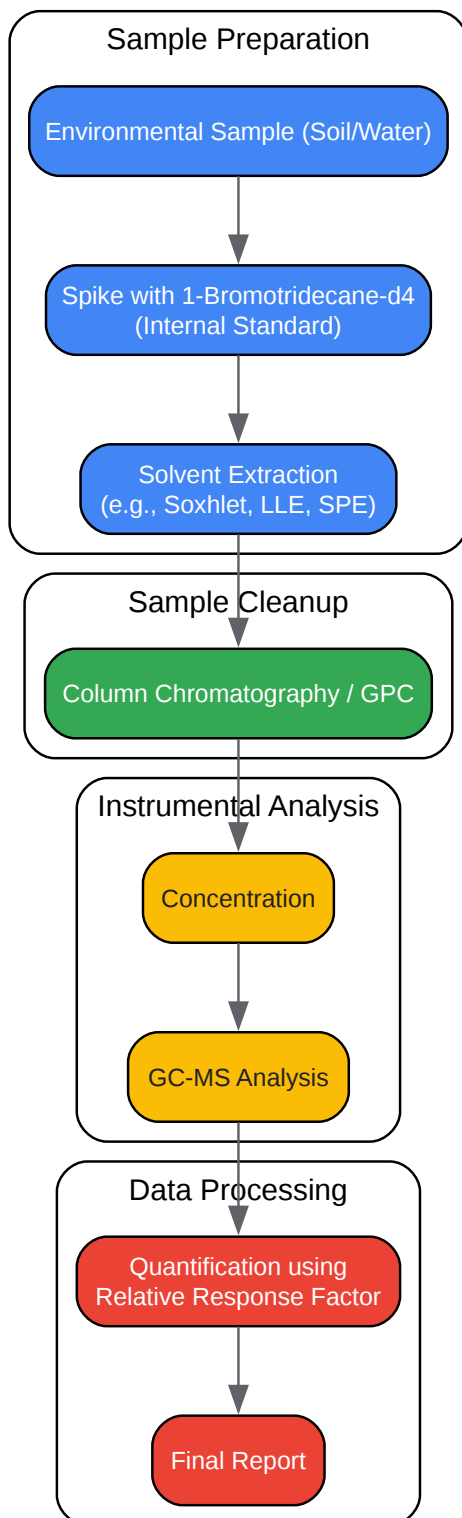 Sample Preparation
Environmental Sample (Soil/Water)
Spike with 1-Bromotridecane-d4
(Internal Standard)
Solvent Extraction
(e.g., Soxhlet, LLE, SPE)
Sample Cleanup
Column Chromatography / GPC
Instrumental Analysis
Concentration
GC-MS Analysis
Data Processing
Quantification using
Relative Response Factor
Final Report